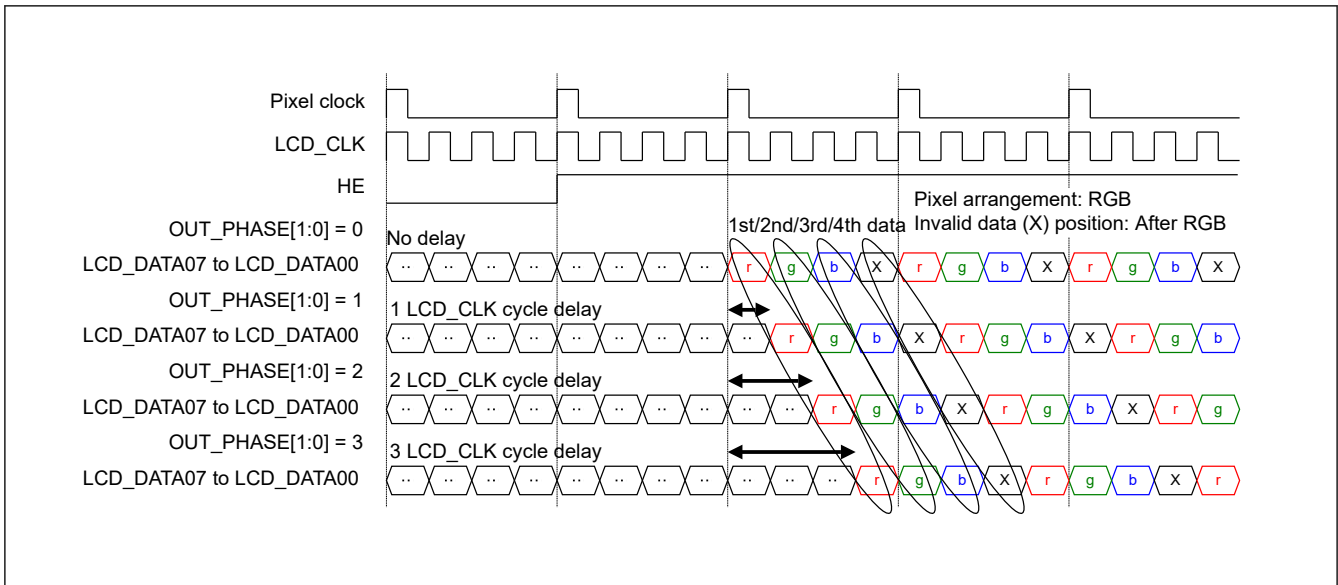 Pixel clock
LCD_CLK
HE
Pixel arrangement: RGB
OUT_PHASE[1:0] = 0
1st/2nd/3rd/4th data
Invalid data (X) position: After RGB
No delay
LCD_DATA07 to LCD_DATA00 ·· ·· ·· ·· ·· ·· ·· ·· r g b X r g b X r g b X
OUT_PHASE[1:0] = 1
1 LCD_CLK cycle delay
LCD_DATA07 to LCD_DATA00 ·· ·· ·· ·· ·· ·· ·· ·· ·· r g b X r g b X r g b
OUT_PHASE[1:0] = 2
2 LCD_CLK cycle delay
LCD_DATA07 to LCD_DATA00 ·· ·· ·· ·· ·· ·· ·· ·· ·· ·· r g b X r g b X r g
OUT_PHASE[1:0] = 3
3 LCD_CLK cycle delay
LCD_DATA07 to LCD_DATA00 ·· ·· ·· ·· ·· ·· ·· ·· ·· ·· ·· r g b X r g b X r